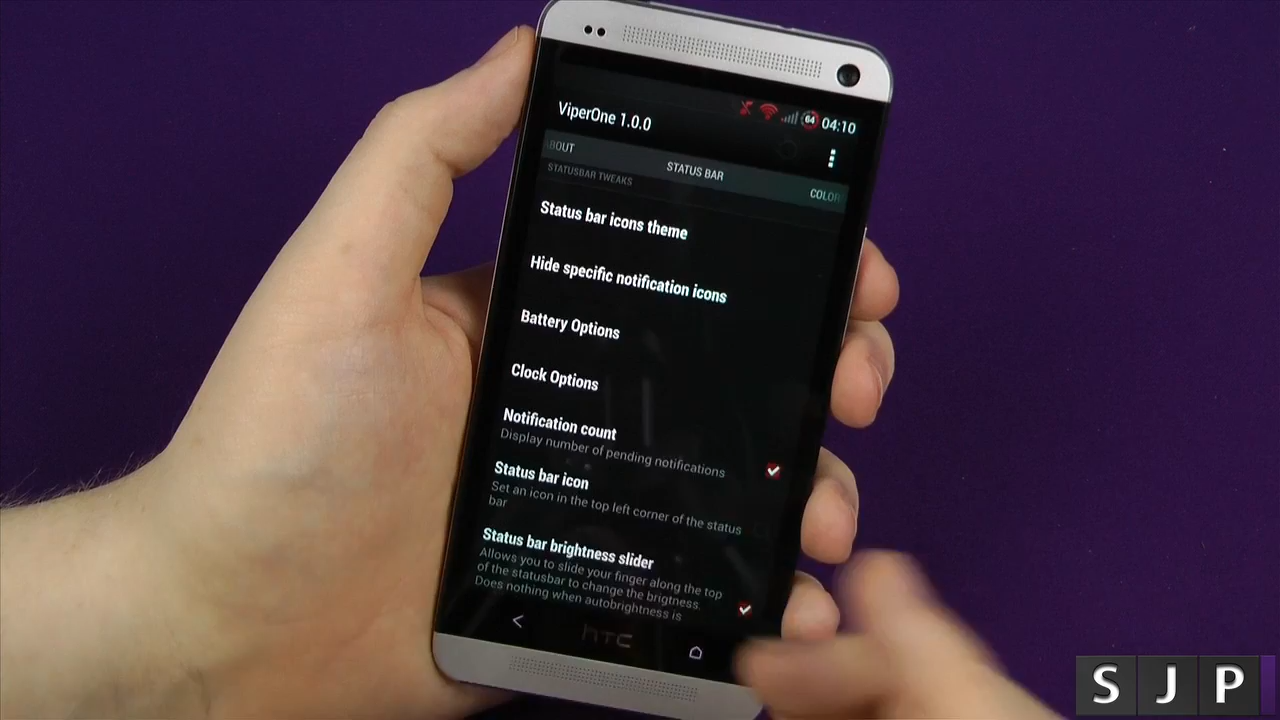 64 04:10
ViperOne 1.0.0
BOUT STATUS BAR COLOR
STATUSBAR TWEAKS
Status bar icons theme
Hide specific notification icons
Battery Options
Clock Options
Notification count
Display number of pending notifications
Status bar icon
Set an icon in the top left corner of the status
bar
Status bar brightness slider
Allows you to slide your finger along the top
of the statusbar to change the brigtness.
Does nothing when autobrightness is
hTC
SJP